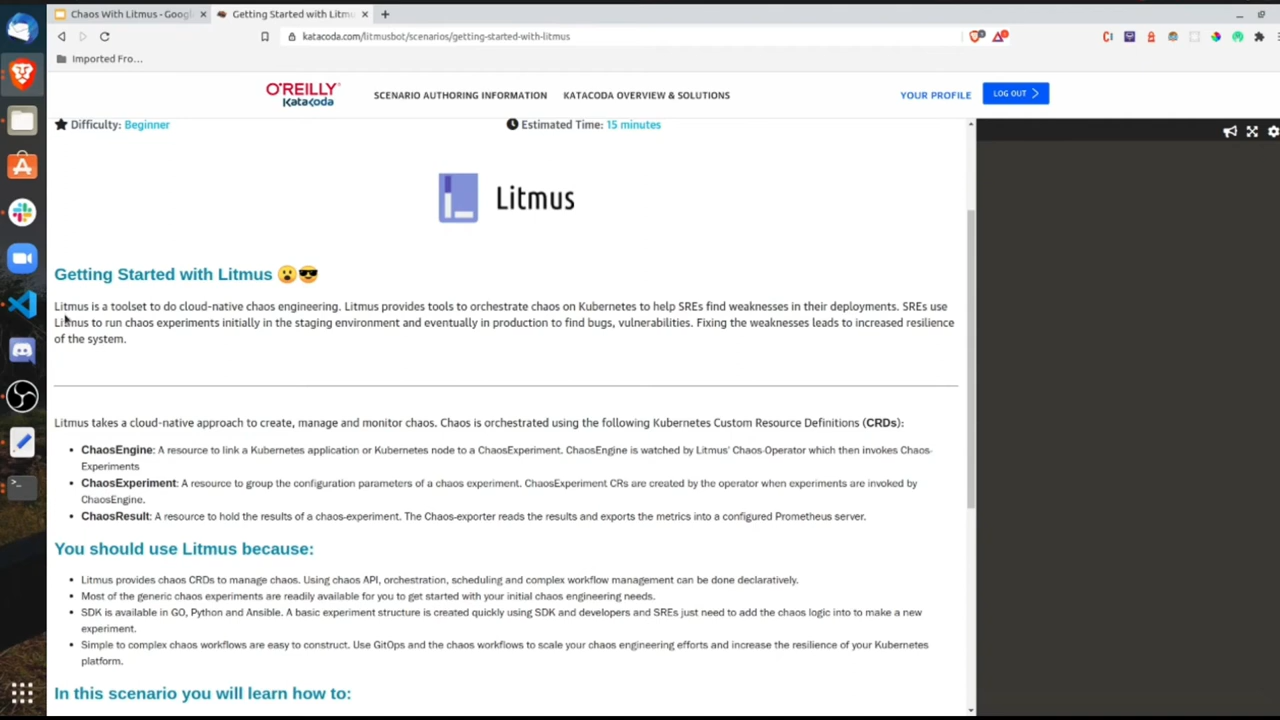 Chaos With Litmus - Googl
Getting Started with Litmu
katacoda.com/litmusbot/scenarios/getting-started-with-litmus
Imported Fro...
O'REILLY
Katacoda
SCENARIO AUTHORING INFORMATION
KATACODA OVERVIEW & SOLUTIONS
YOUR PROFILE
LOG OUT
Difficulty: Beginner
Estimated Time: 15 minutes
Litmus
Getting Started with Litmus 😮😎
Litmus is a toolset to do cloud-native chaos engineering. Litmus provides tools to orchestrate chaos on Kubernetes to help SREs find weaknesses in their deployments. SREs use
Litmus to run chaos experiments initially in the staging environment and eventually in production to find bugs, vulnerabilities. Fixing the weaknesses leads to increased resilience
of the system.
Litmus takes a cloud-native approach to create, manage and monitor chaos. Chaos is orchestrated using the following Kubernetes Custom Resource Definitions (CRDs):
• ChaosEngine: A resource to link a Kubernetes application or Kubernetes node to a ChaosExperiment. ChaosEngine is watched by Litmus' Chaos-Operator which then invokes Chaos-
Experiments
• ChaosExperiment: A resource to group the configuration parameters of a chaos experiment. ChaosExperiment CRs are created by the operator when experiments are invoked by
ChaosEngine.
• ChaosResult: A resource to hold the results of a chaos-experiment. The Chaos-exporter reads the results and exports the metrics into a configured Prometheus server.
You should use Litmus because:
• Litmus provides chaos CRDs to manage chaos. Using chaos API, orchestration, scheduling and complex workflow management can be done declaratively.
• Most of the generic chaos experiments are readily available for you to get started with your initial chaos engineering needs.
• SDK is available in GO, Python and Ansible. A basic experiment structure is created quickly using SDK and developers and SREs just need to add the chaos logic into to make a new
experiment.
• Simple to complex chaos workflows are easy to construct. Use GitOps and the chaos workflows to scale your chaos engineering efforts and increase the resilience of your Kubernetes
platform.
In this scenario you will learn how to: